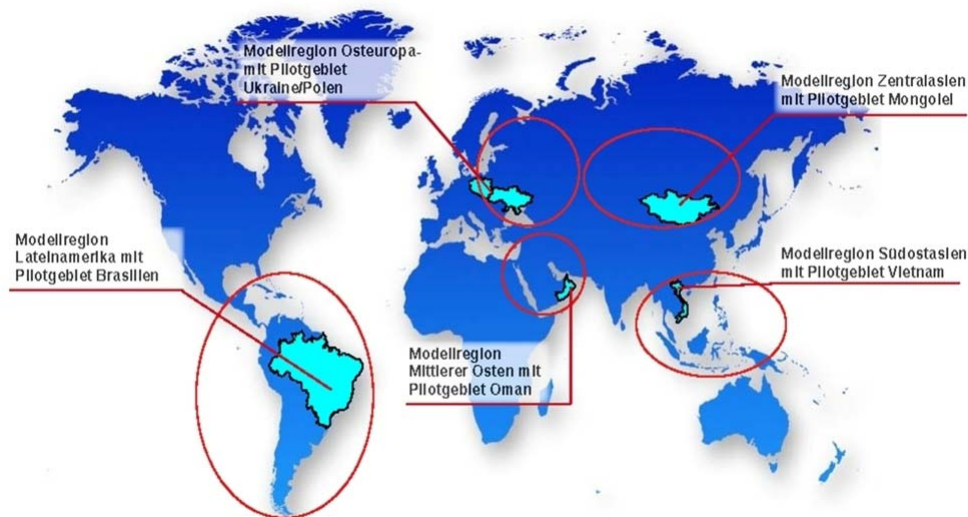 Modellregion Osteuropa-
mit Pilotgebiet
Ukraine/Polen
Modellregion Zentralasien
mit Pilotgebiet Mongolei
Modellregion
Lateinamerika mit
Pilotgebiet Brasilien
Modellregion Südostasien
mit Pilotgebiet Vietnam
Modellregion
Mittlerer Osten mit
Pilotgebiet Oman